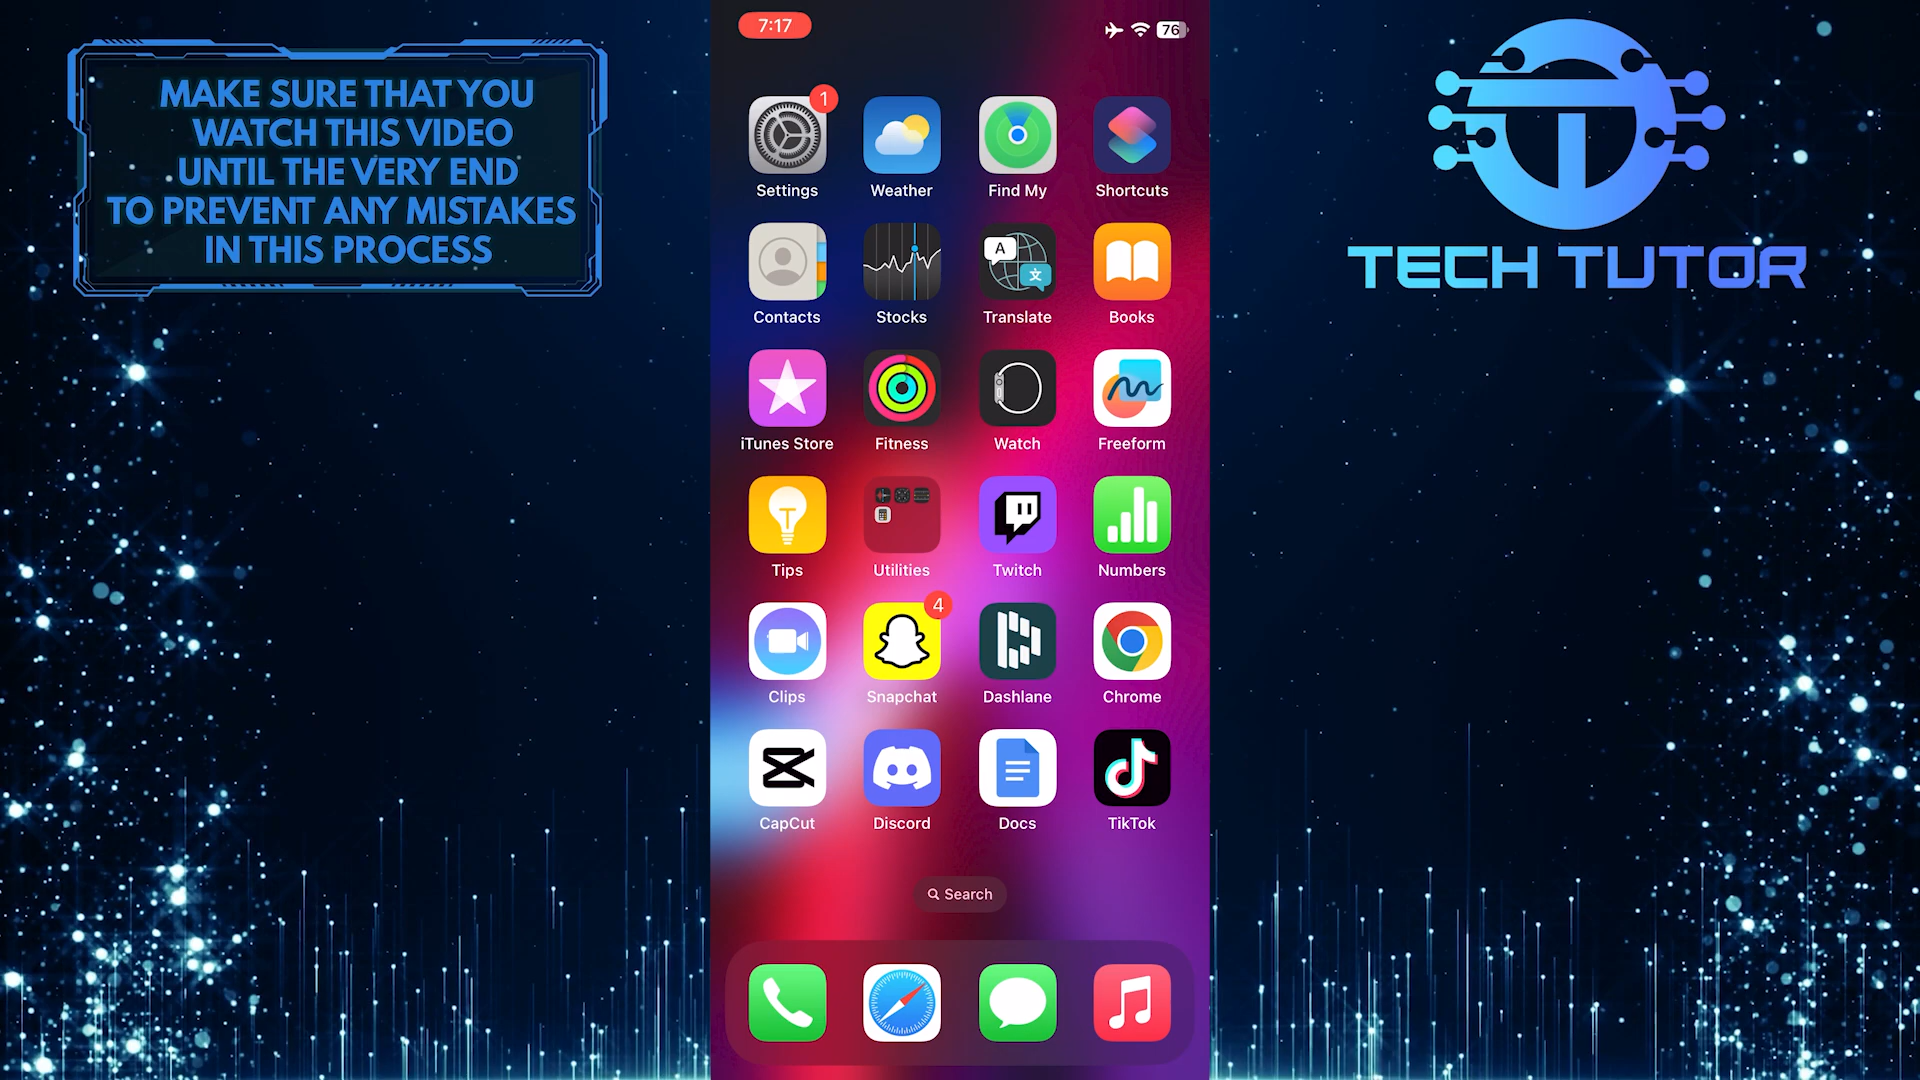 MAKE SURE THAT YOU
WATCH THIS VIDEO
UNTIL THE VERY END
TO PREVENT ANY MISTAKES
IN THIS PROCESS
7:17
76
1
Settings
Weather
Find My
Shortcuts
A
文
Contacts
Stocks
Translate
Books
iTunes Store
Fitness
Watch
Freeform
Tips
Utilities
Twitch
Numbers
4
Clips
Snapchat
Dashlane
Chrome
CapCut
Discord
Docs
TikTok
Search
TECH TUTOR